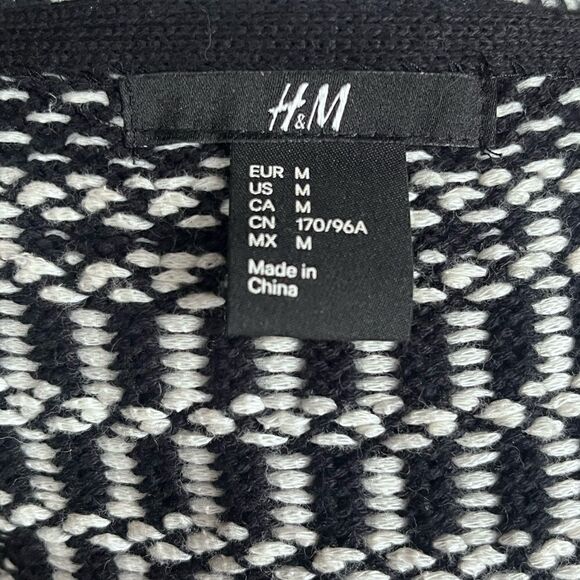 H&M
EUR M
US M
CA M
CN 170/96A
MX M
Made in
China